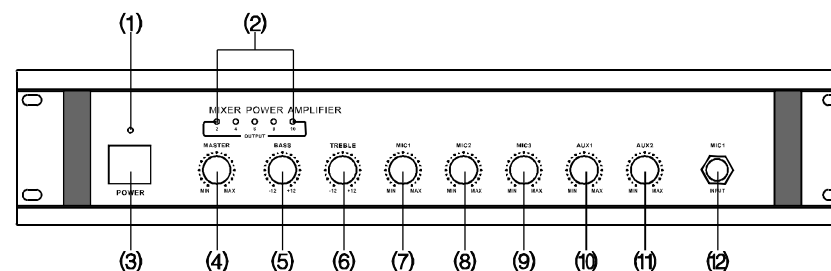 (1) (2)
MIXER POWER AMPLIFIER
2 4 6 8 10
OUTPUT
MASTER BASS TREBLE MIC1 MIC2 MIC3 AUX1 AUX2 MIC1
POWER MIN MAX -12 +12 -12 +12 MIN MAX MIN MAX MIN MAX MIN MAX MIN MAX INPUT
(3) (4) (5) (6) (7) (8) (9) (10) (11) (12)